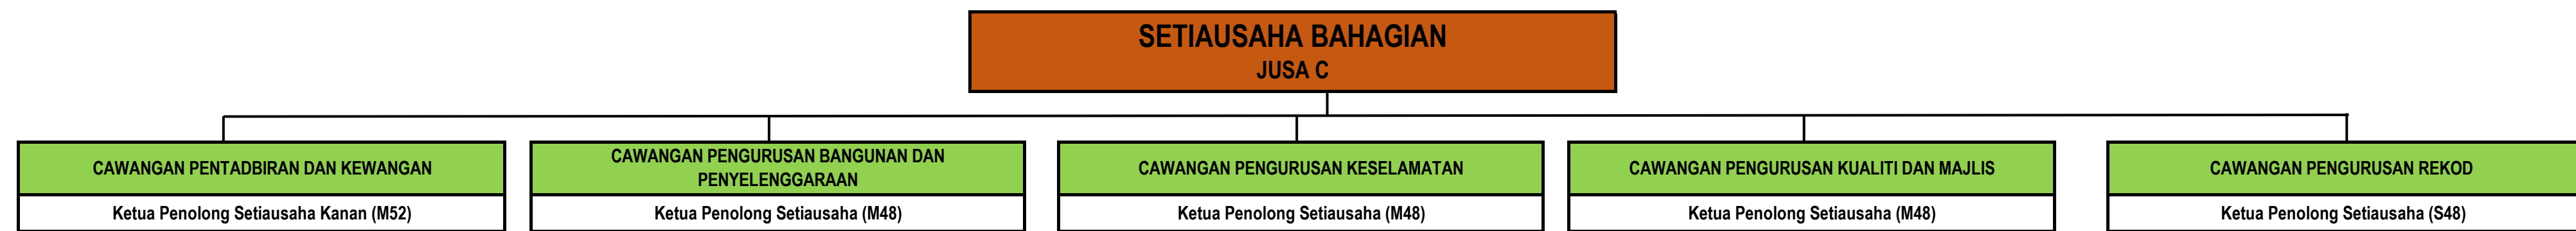 SETIAUSAHA BAHAGIAN
JUSA C
CAWANGAN PENTADBIRAN DAN KEWANGAN
Ketua Penolong Setiausaha Kanan (M52)
CAWANGAN PENGURUSAN BANGUNAN DAN
PENYELENGGARAAN
Ketua Penolong Setiausaha (M48)
CAWANGAN PENGURUSAN KESELAMATAN
Ketua Penolong Setiausaha (M48)
CAWANGAN PENGURUSAN KUALITI DAN MAJLIS
Ketua Penolong Setiausaha (M48)
CAWANGAN PENGURUSAN REKOD
Ketua Penolong Setiausaha (S48)